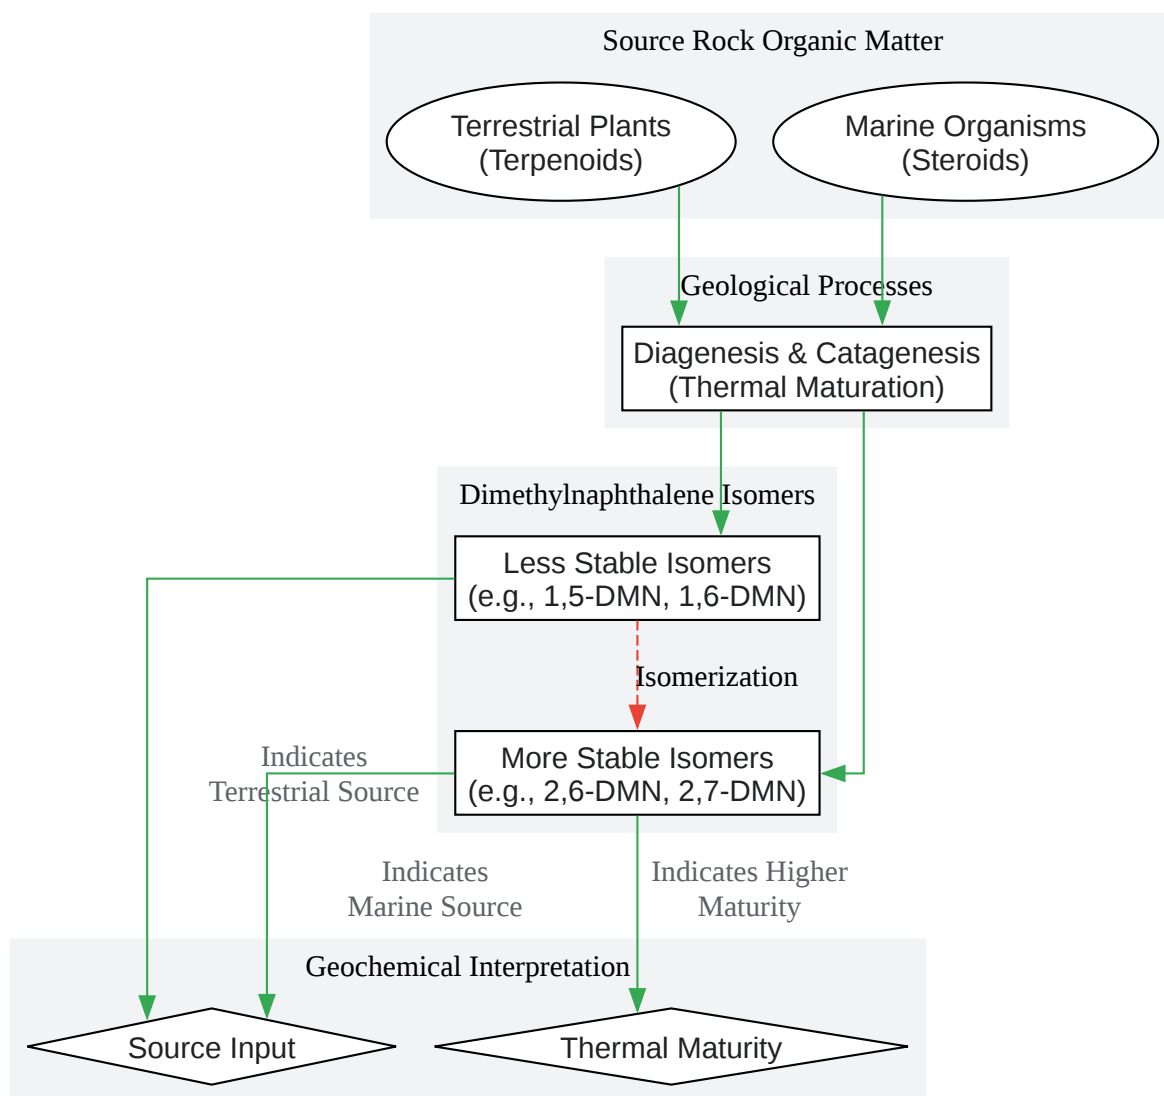 Source Rock Organic Matter
Terrestrial Plants
(Terpenoids)
Marine Organisms
(Steroids)
Geological Processes
Diagenesis & Catagenesis
(Thermal Maturation)
Dimethylnaphthalene Isomers
Less Stable Isomers
(e.g., 1,5-DMN, 1,6-DMN)
Isomerization
More Stable Isomers
(e.g., 2,6-DMN, 2,7-DMN)
Indicates
Terrestrial Source
Indicates
Marine Source
Indicates Higher
Maturity
Geochemical Interpretation
Source Input
Thermal Maturity